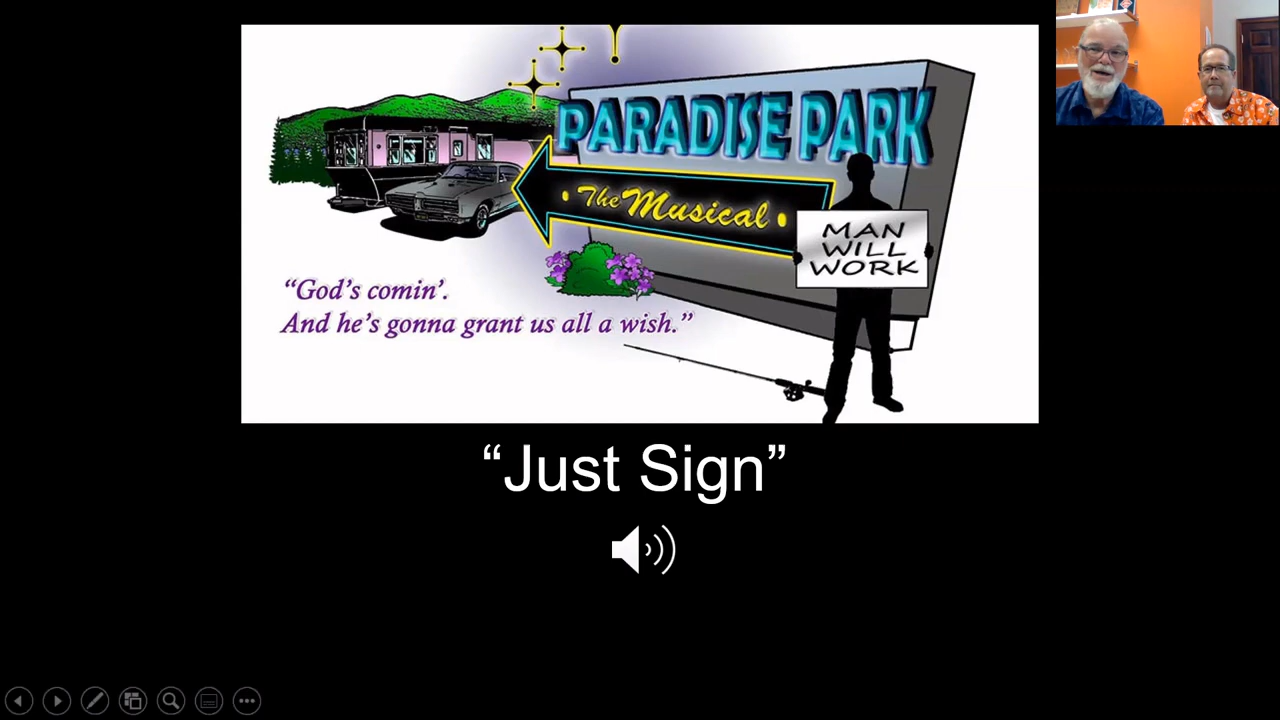 PARADISE PARK
• The Musical •
MAN
WILL
WORK
“God’s comin’.
And he’s gonna grant us all a wish.”
“Just Sign”